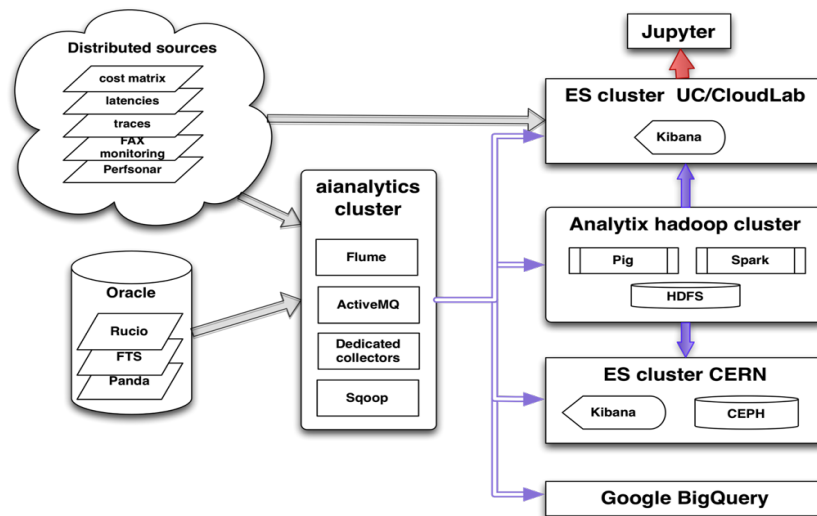 Distributed sources
cost matrix
latencies
traces
FAX
monitoring
Perfsonar
Oracle
Rucio
FTS
Panda
aianalytics
cluster
Flume
ActiveMQ
Dedicated
collectors
Sqoop
Jupyter
ES cluster UC/CloudLab
Kibana
Analytix hadoop cluster
Pig
Spark
HDFS
ES cluster CERN
Kibana
CEPH
Google BigQuery